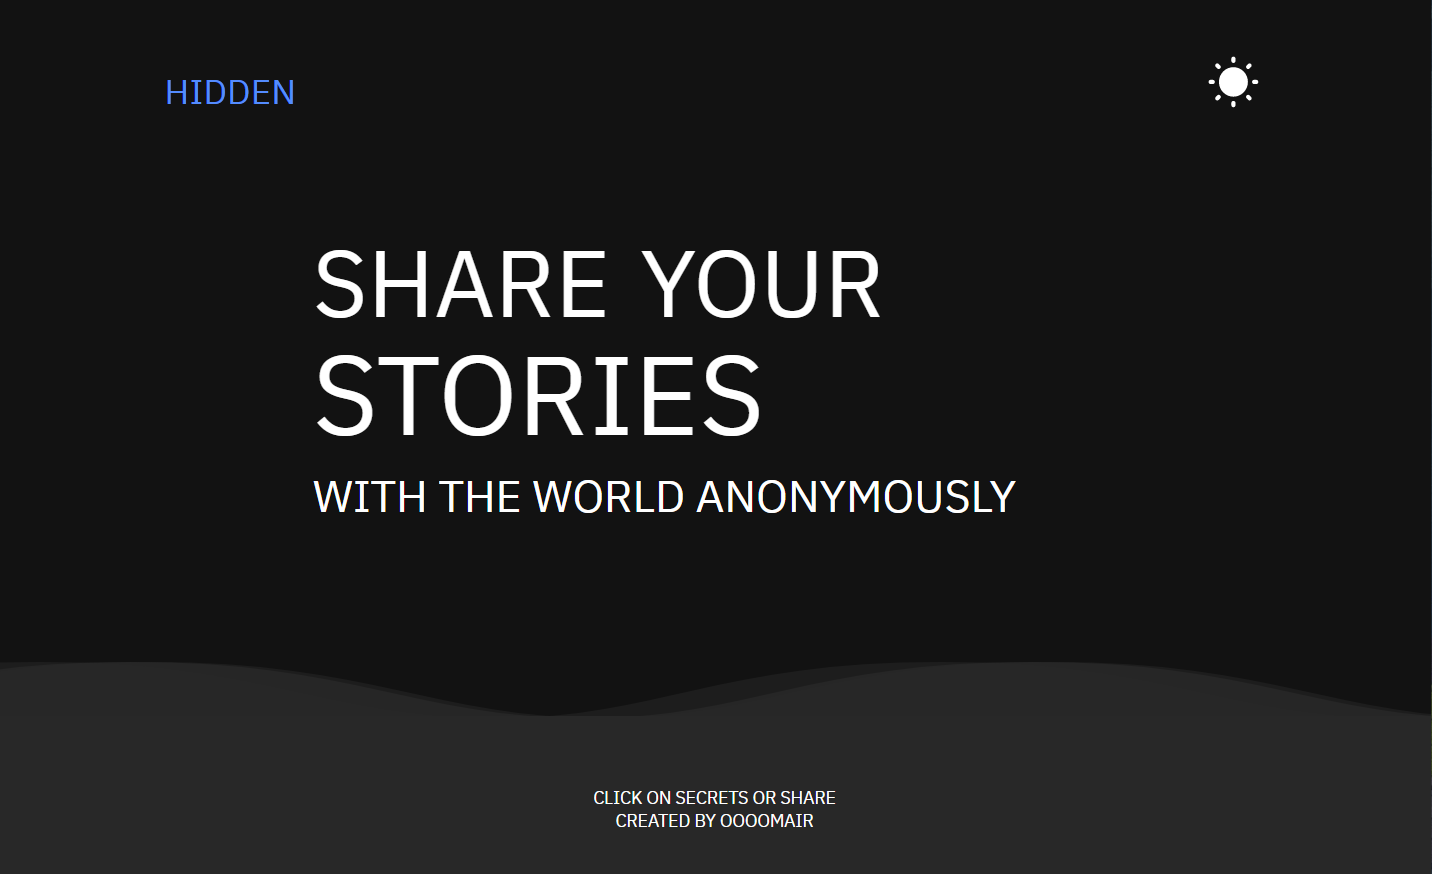 HIDDEN
SHARE YOUR
STORIES
WITH THE WORLD ANONYMOUSLY
CLICK ON SECRETS OR SHARE
CREATED BY OOOOMAIR